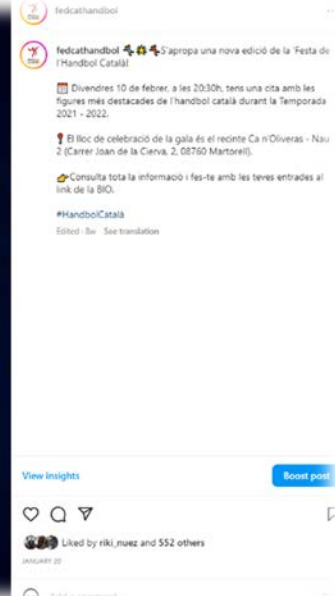 fedcathandbol
fedcathandbol S'apropa una nova edició de la 'Festa de
l'Handbol Català!
Divendres 10 de febrer, a les 20:30h, tens una cita amb les
figures més destacades de l'handbol català durant la Temporada
2021 - 2022.
El lloc de celebració de la gala és el recinte Ca n'Oliveras - Nau
2 (Carrer Joan de la Cierva, 2, 08760 Martorell).
Consulta tota la informació i fes-te amb les teves entrades al
link de la BIO.
#HandbolCatalà
Edited · 8w See translation
View insights
Boost post
Liked by riki_nuez and 552 others
JANUARY 20
Add a comment